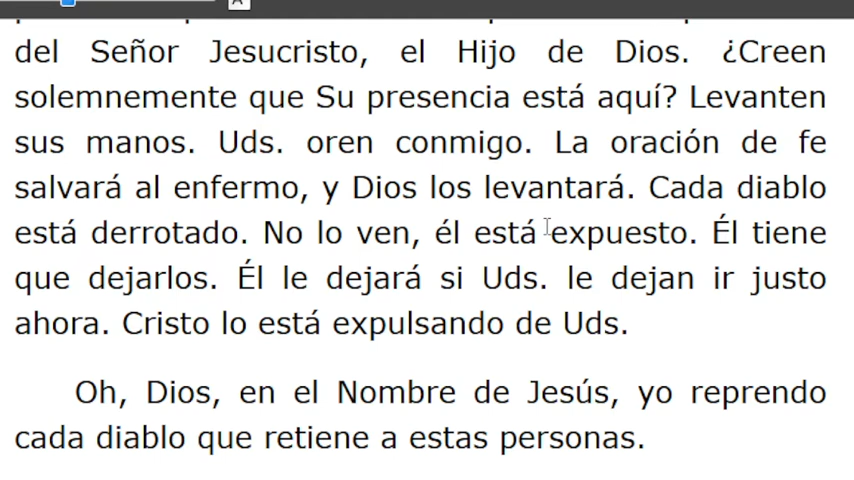 del Señor Jesucristo, el Hijo de Dios. ¿Creen
solemnemente que Su presencia está aquí? Levanten
sus manos. Uds. oren conmigo. La oración de fe
salvará al enfermo, y Dios los levantará. Cada diablo
está derrotado. No lo ven, él está expuesto. Él tiene
que dejarlos. Él le dejará si Uds. le dejan ir justo
ahora. Cristo lo está expulsando de Uds.
Oh, Dios, en el Nombre de Jesús, yo reprendo
cada diablo que retiene a estas personas.